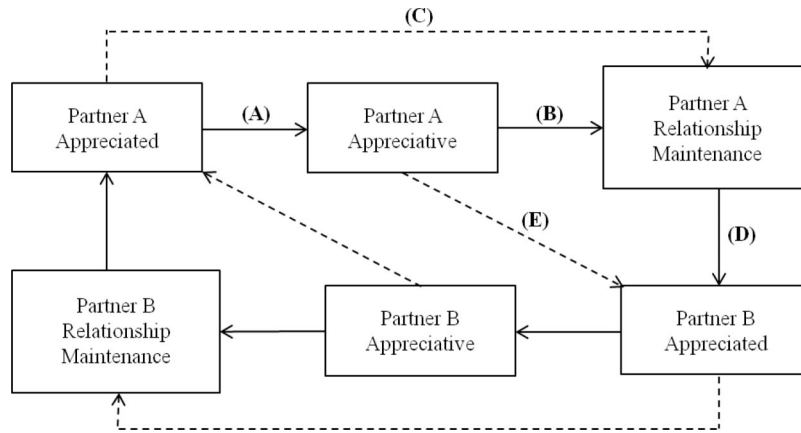 (C)
Partner A
Appreciated
(A)
Partner A
Appreciative
(B)
Partner A
Relationship
Maintenance
(E)
(D)
Partner B
Relationship
Maintenance
Partner B
Appreciative
Partner B
Appreciated